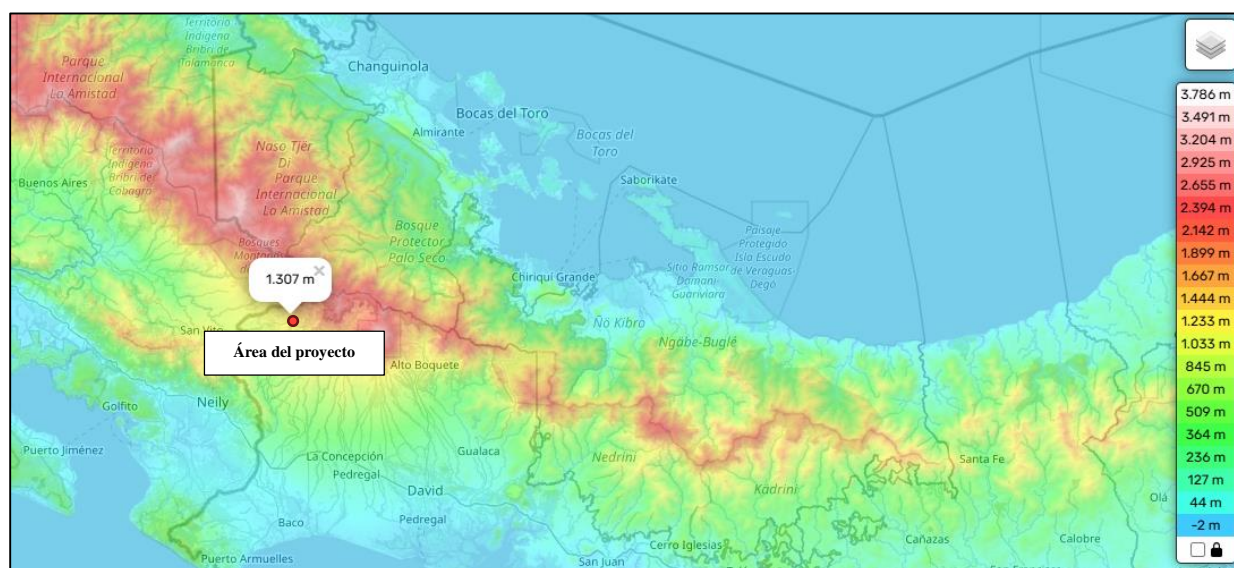 Territorio
Indígena
Bribri de
Talamanca
Changuinola
Parque
Internacional
La Amistad
Bocas del Toro
Almirante
Bocas del
Toro
Naso Tjër
Di Parque
Internacional
La Amistad
Territorio
Indígena
Bribri de
Cabagra
Buenos Aires
Saborikäte
Bosque
Protector
Palo Seco
Paisaje
Protegido
Isla Escudo
de Veraguas-
Degó
Bosques
1.307 m
×
Chiriquí Grande
Sitio Ramsar
Damani-
Guariviara
San Vito
Ñö Kibro
Área del proyecto
Ngäbe-Buglé
Alto Boquete
Golfito
Neily
Puerto Jiménez
La Concepción
Gualaca
Pedregal
Nedrini
Santa Fe
David
Kädrini
Olá
Baco
Pedregal
Cañazas
Calobre
Cerro Iglesias
Puerto Armuelles
San Juan
3.786 m
3.491 m
3.204 m
2.925 m
2.655 m
2.394 m
2.142 m
1.899 m
1.667 m
1.444 m
1.233 m
1.033 m
845 m
670 m
509 m
364 m
236 m
127 m
44 m
-2 m